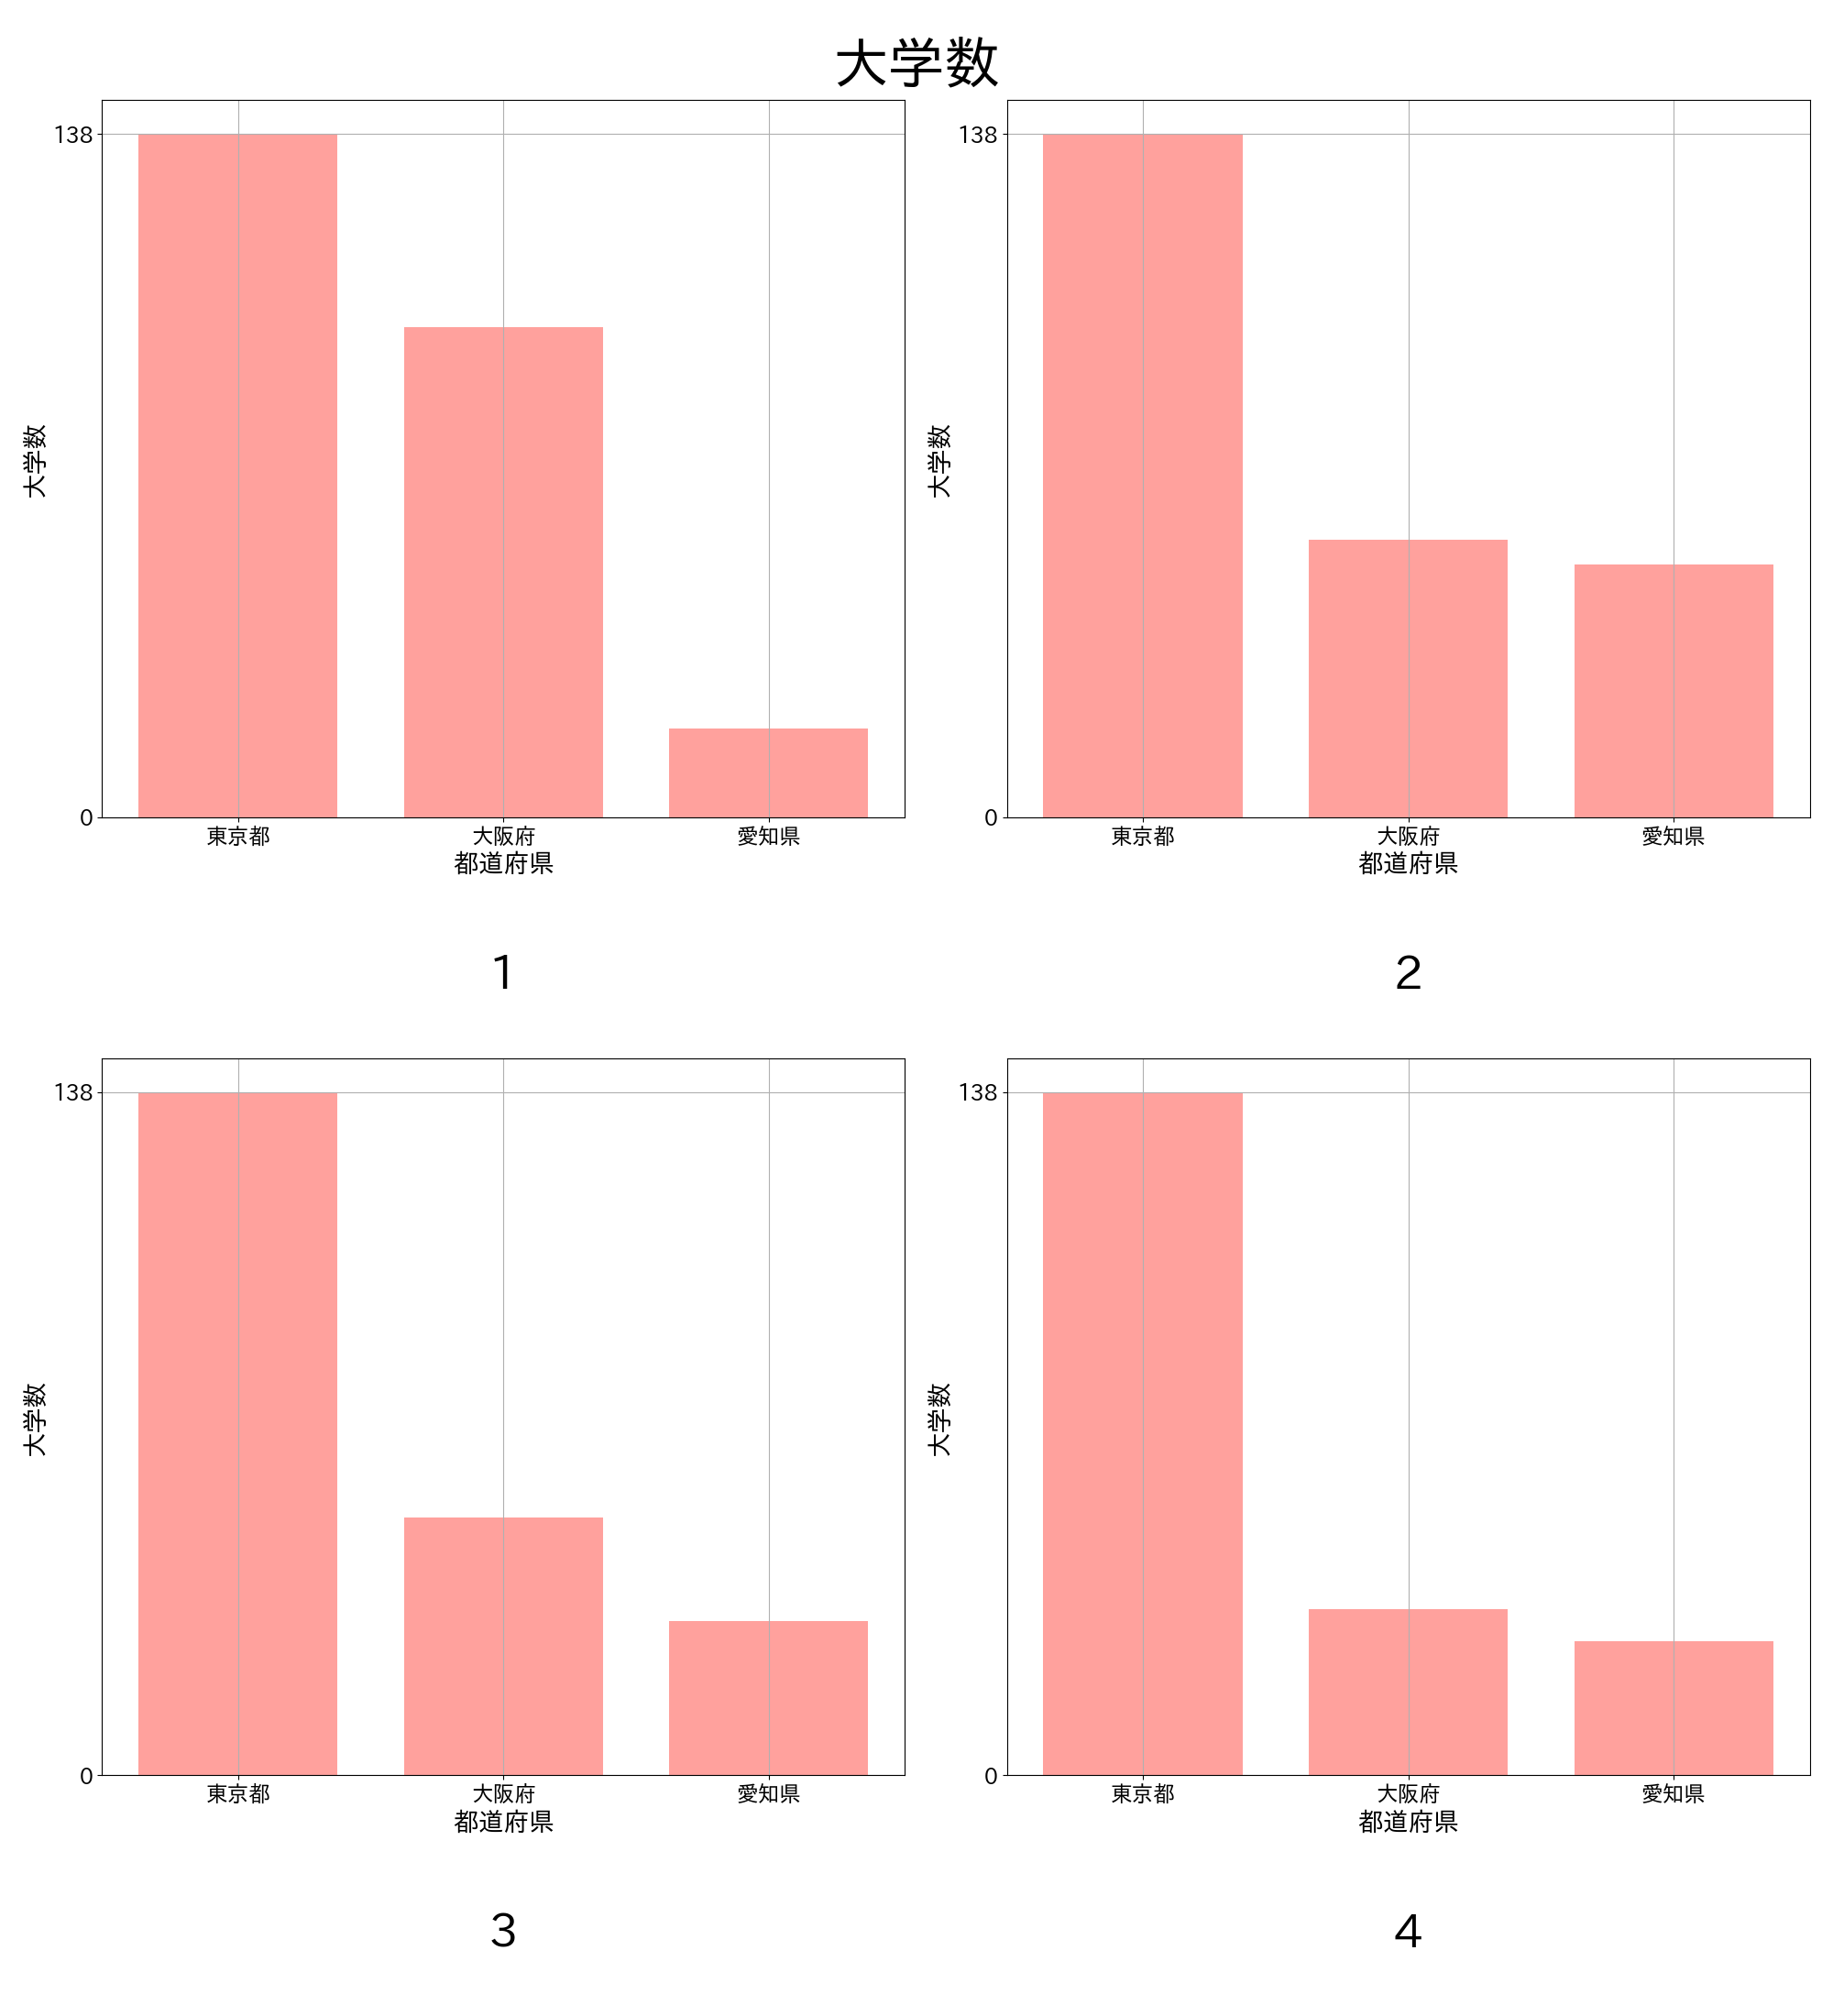 大学数
138
0
大学数
東京都 大阪府 愛知県
都道府県
1
138
0
大学数
東京都 大阪府 愛知県
都道府県
2
138
0
大学数
東京都 大阪府 愛知県
都道府県
3
138
0
大学数
東京都 大阪府 愛知県
都道府県
4